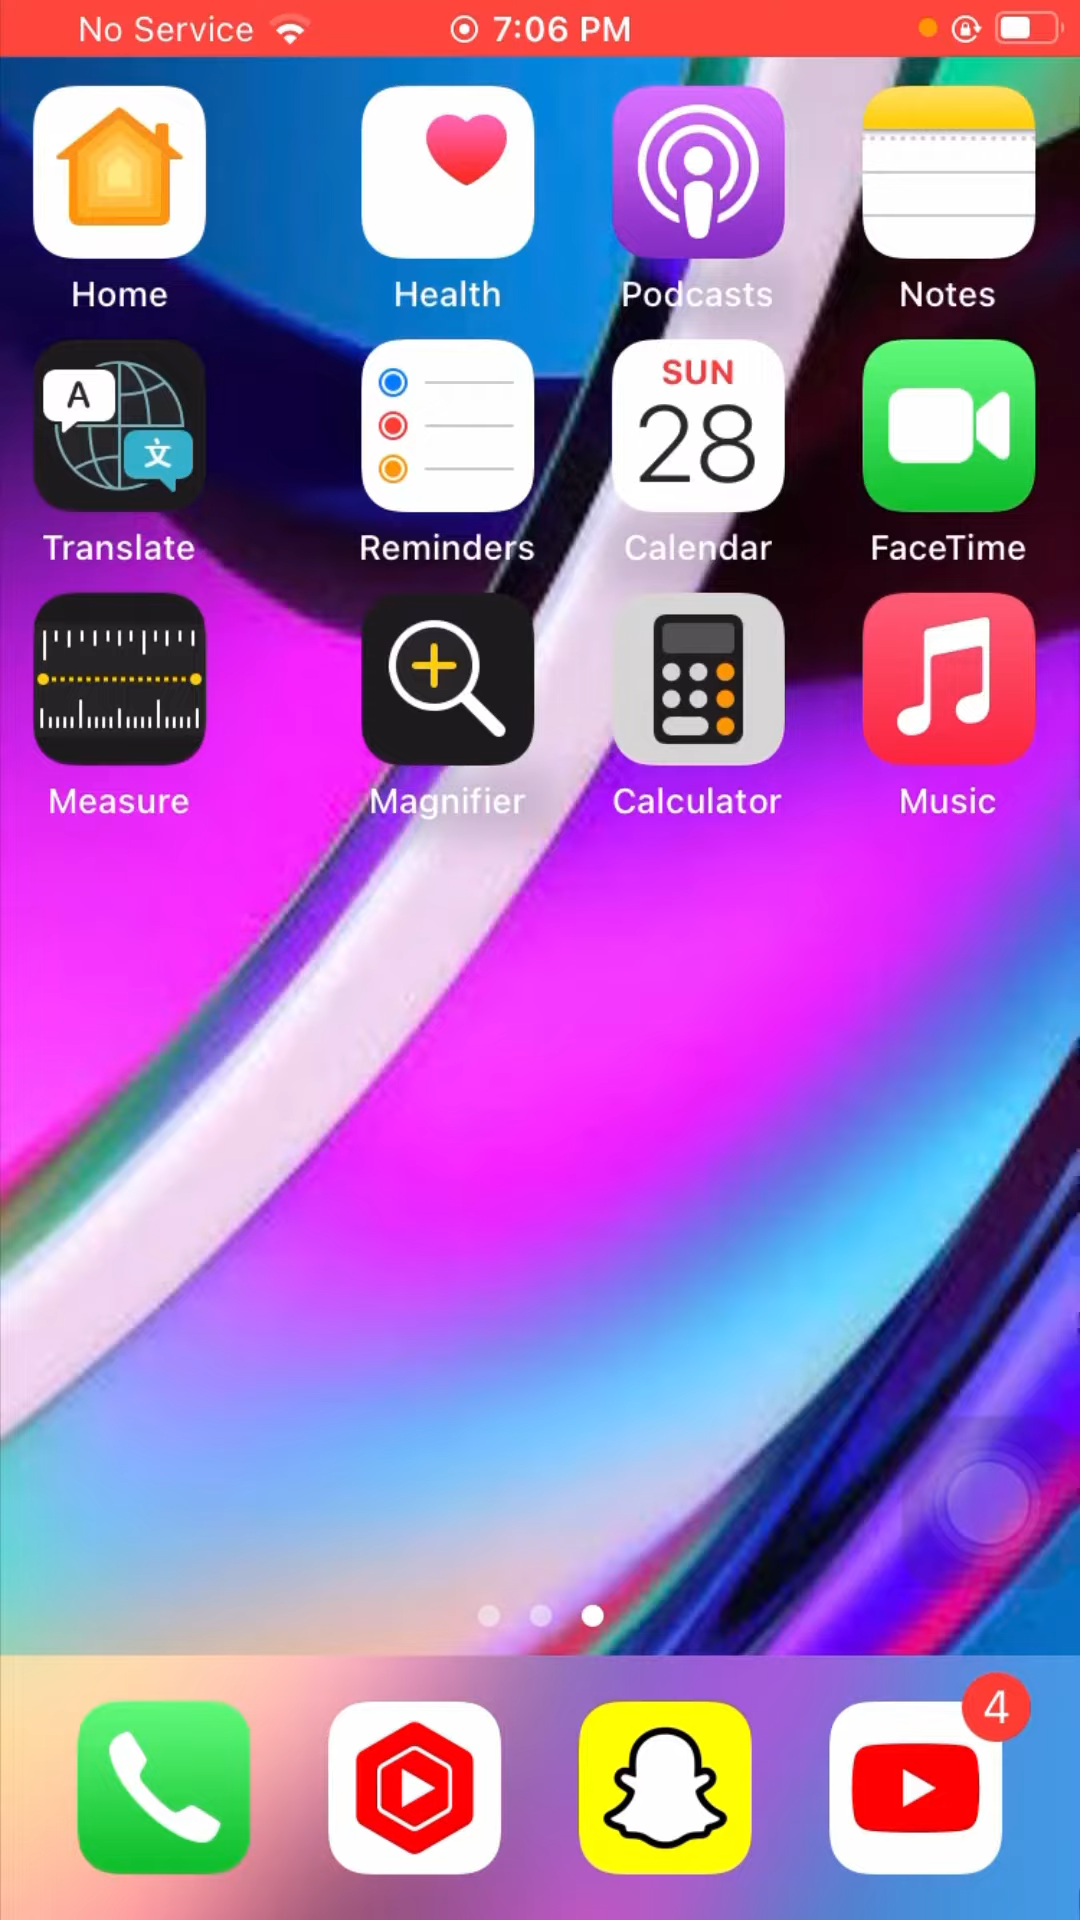 No Service 7:06 PM
Home Health Podcasts Notes
A 文
SUN
28
Translate Reminders Calendar FaceTime
Measure Magnifier Calculator Music
4